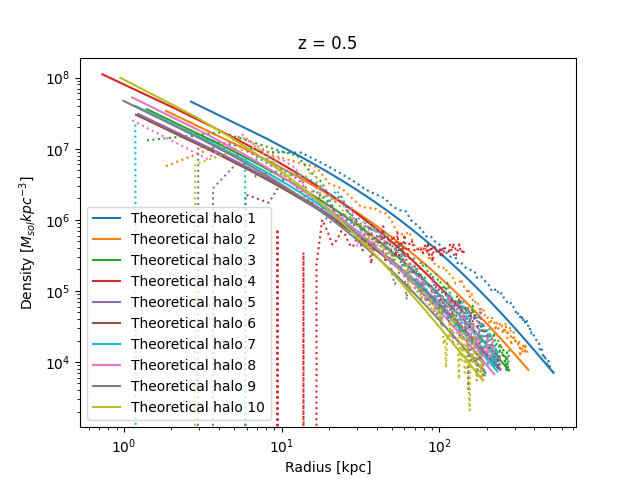 z = 0.5
Density [M_sol kpc^-3]
10^8
10^7
10^6
10^5
10^4
Theoretical halo 1
Theoretical halo 2
Theoretical halo 3
Theoretical halo 4
Theoretical halo 5
Theoretical halo 6
Theoretical halo 7
Theoretical halo 8
Theoretical halo 9
Theoretical halo 10
10^0 10^1 10^2
Radius [kpc]